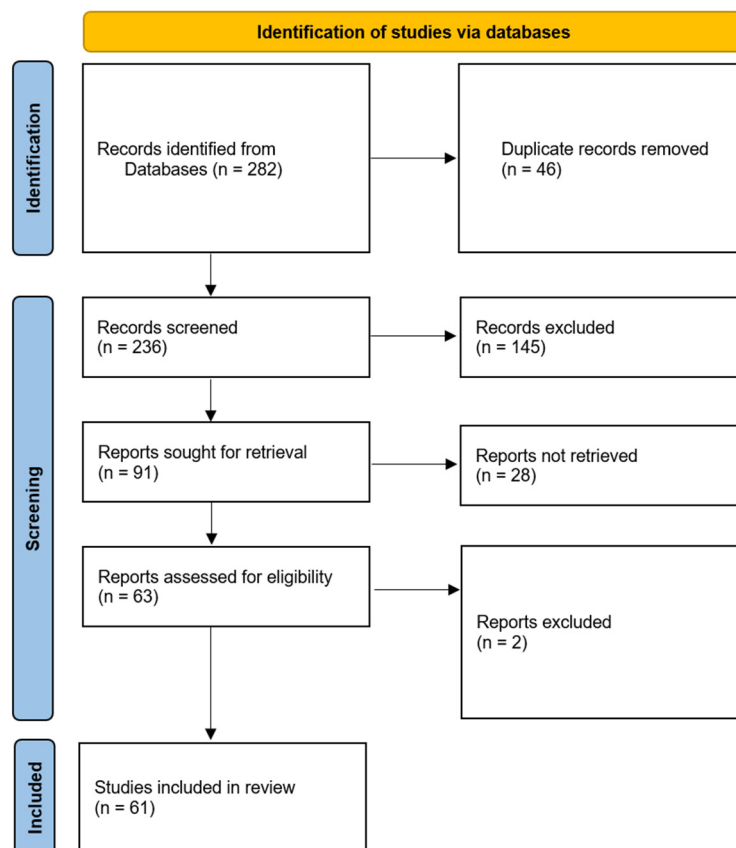 Identification of studies via databases
Identification
Records identified from
Databases (n = 282)
Duplicate records removed
(n = 46)
Screening
Records screened
(n = 236)
Records excluded
(n = 145)
Reports sought for retrieval
(n = 91)
Reports not retrieved
(n = 28)
Reports assessed for eligibility
(n = 63)
Reports excluded
(n = 2)
Included
Studies included in review
(n = 61)